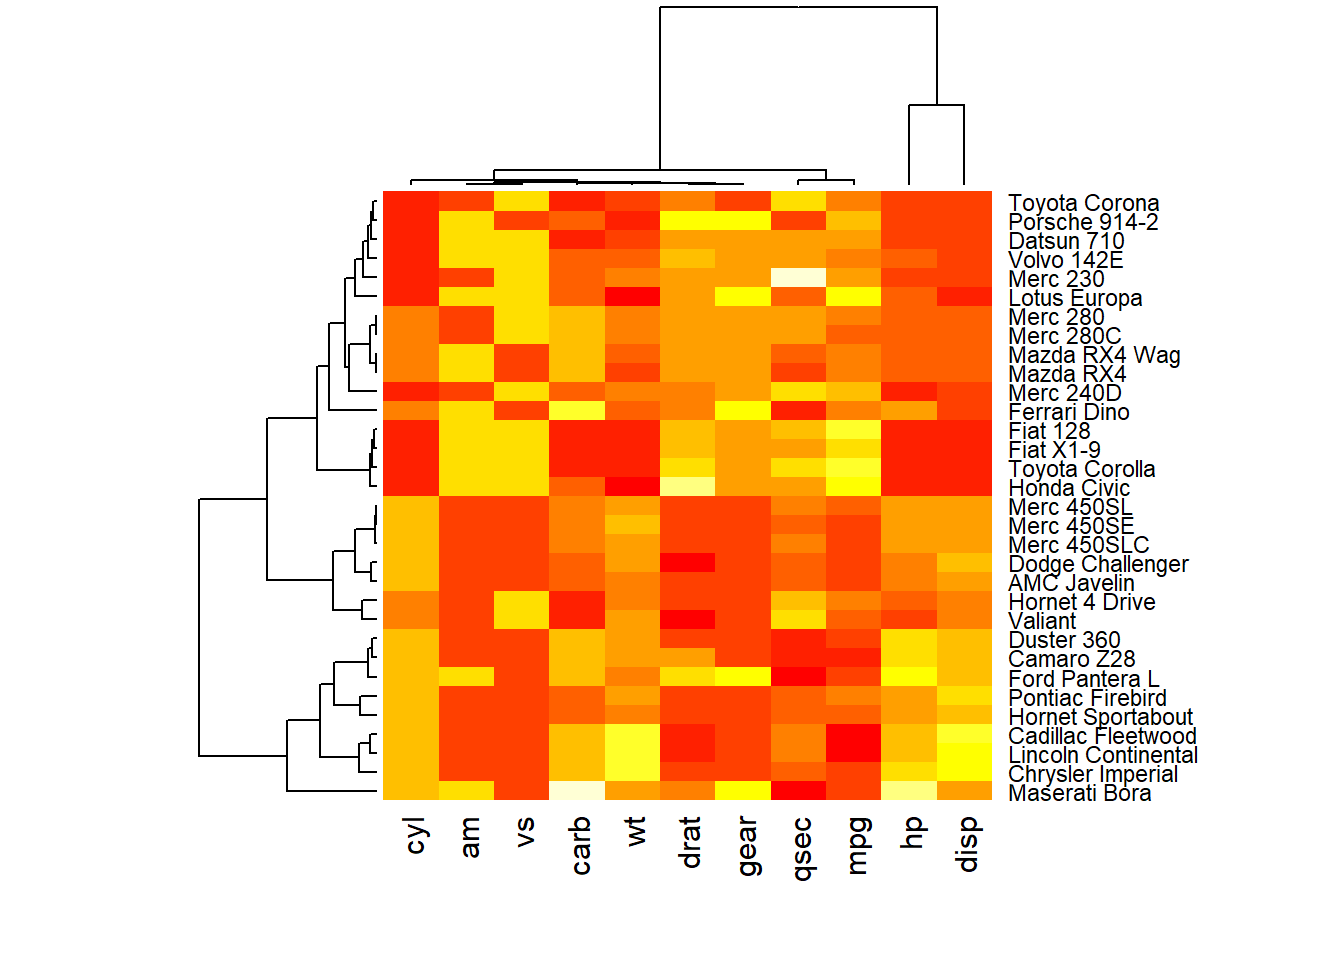 Toyota Corona
Porsche 914-2
Datsun 710
Volvo 142E
Merc 230
Lotus Europa
Merc 280
Merc 280C
Mazda RX4 Wag
Mazda RX4
Merc 240D
Ferrari Dino
Fiat 128
Fiat X1-9
Toyota Corolla
Honda Civic
Merc 450SL
Merc 450SE
Merc 450SLC
Dodge Challenger
AMC Javelin
Hornet 4 Drive
Valiant
Duster 360
Camaro Z28
Ford Pantera L
Pontiac Firebird
Hornet Sportabout
Cadillac Fleetwood
Lincoln Continental
Chrysler Imperial
Maserati Bora
cyl
am
vs
carb
wt
drat
gear
qsec
mpg
hp
disp